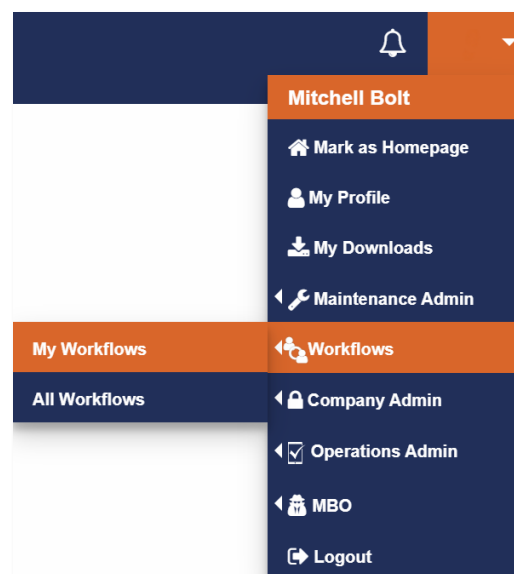 Mitchell Bolt
Mark as Homepage
My Profile
My Downloads
Maintenance Admin
My Workflows
Workflows
All Workflows
Company Admin
Operations Admin
MBO
Logout